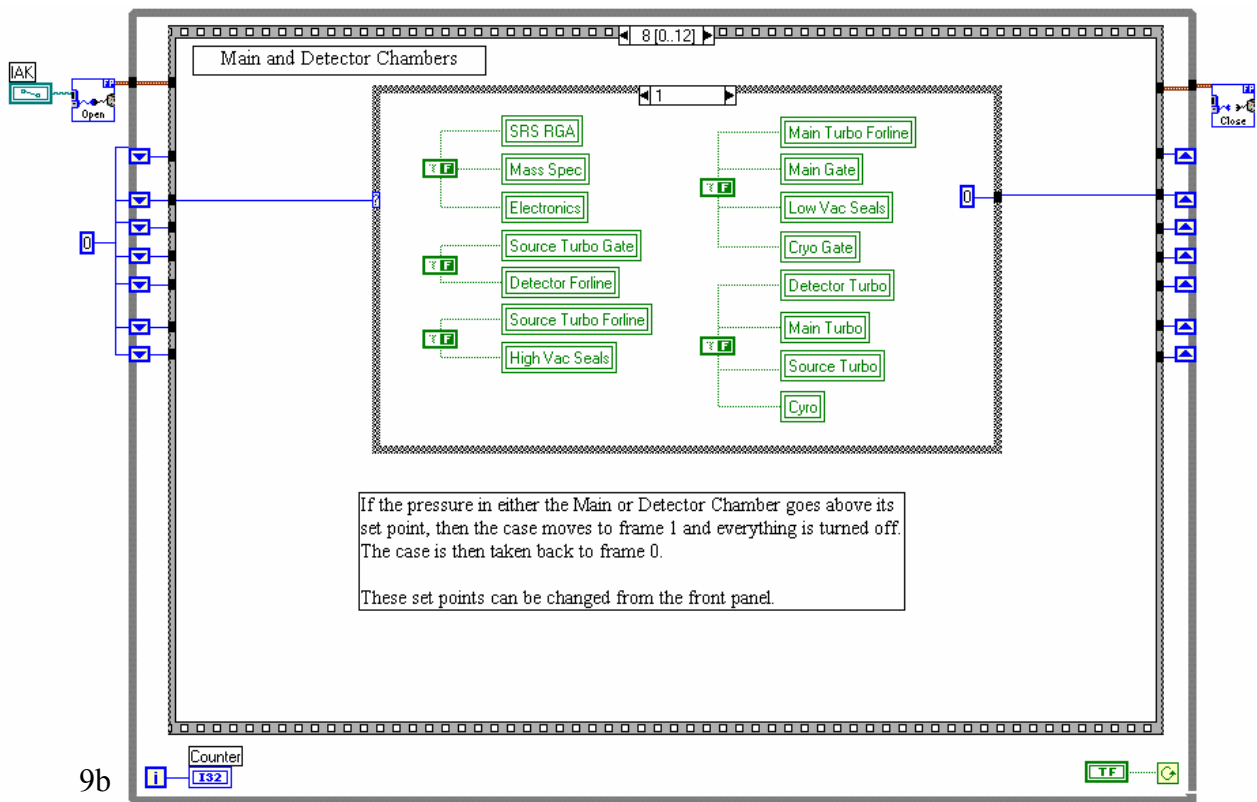 8 [0..12]
Main and Detector Chambers
IAK
FP
Open
FP
Close
1
SRS RGA
Mass Spec
Electronics
Source Turbo Gate
Detector Forline
Source Turbo Forline
High Vac Seals
Main Turbo Forline
Main Gate
Low Vac Seals
Cryo Gate
Detector Turbo
Main Turbo
Source Turbo
Cyro
T F
T F
T F
T F
T F
?
0
0
If the pressure in either the Main or Detector Chamber goes above its
set point, then the case moves to frame 1 and everything is turned off.
The case is then taken back to frame 0.
These set points can be changed from the front panel.
Counter
i
I32
TF
9b